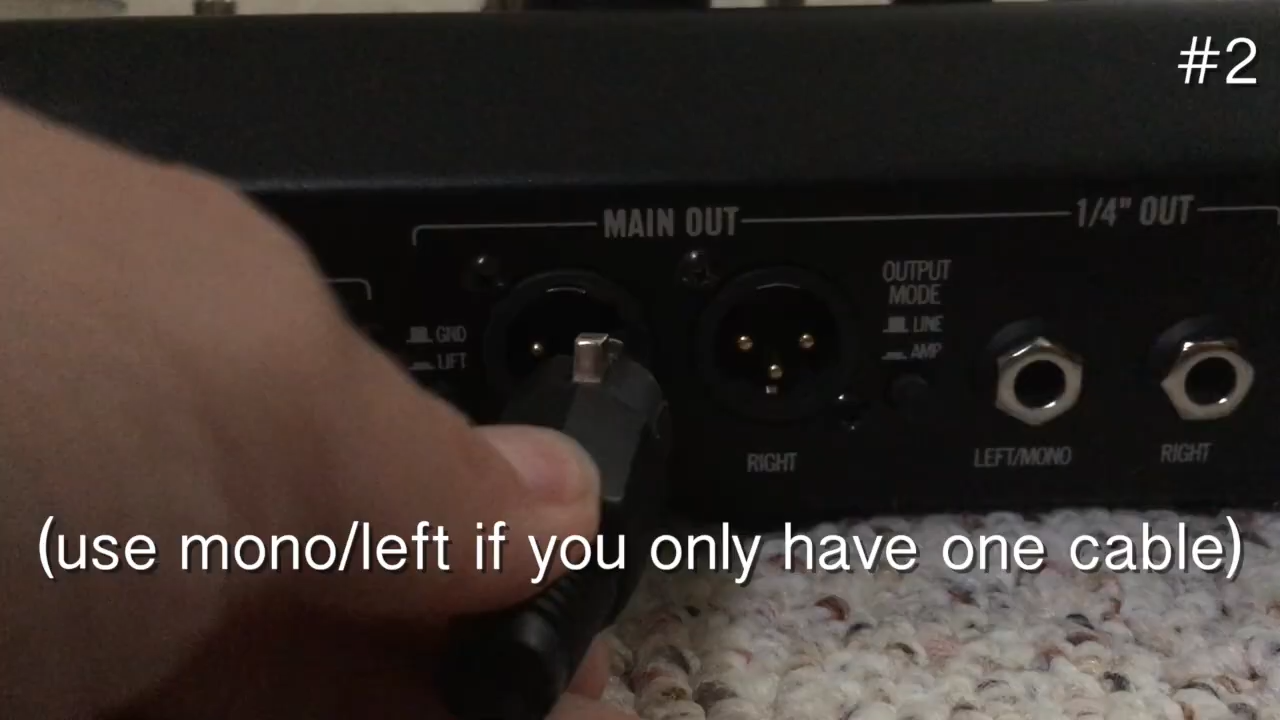 #2
MAIN OUT
1/4" OUT
OUTPUT
MODE
GND
LIFT
LINE
AMP
RIGHT
LEFT/MONO
RIGHT
(use mono/left if you only have one cable)